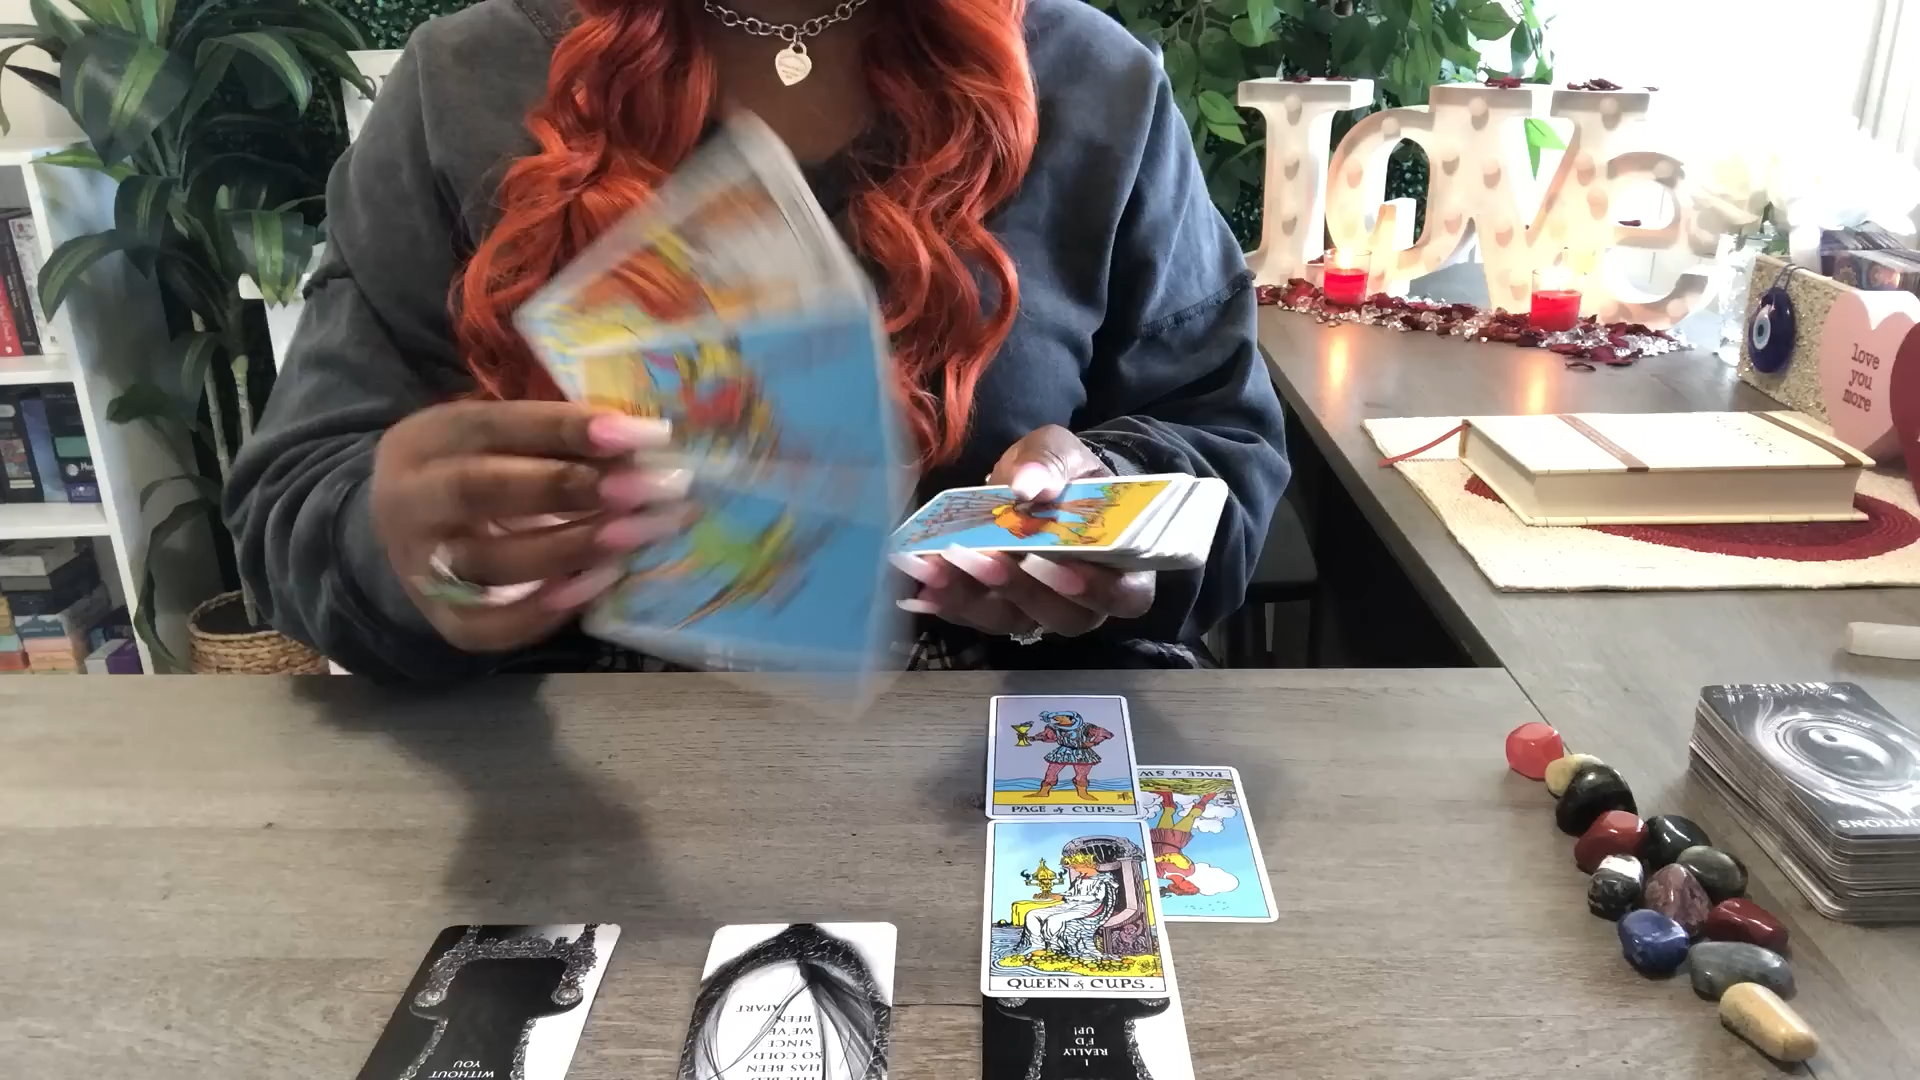 love
you
more
PAGE of CUPS.
PAGE of SW
QUEEN of CUPS.
WITHOUT
YOU
THE BED
HAS BEEN
SO COLD
SINCE
WE'VE
BEEN
APART
I
REALLY
F'D
UP!
LOVE